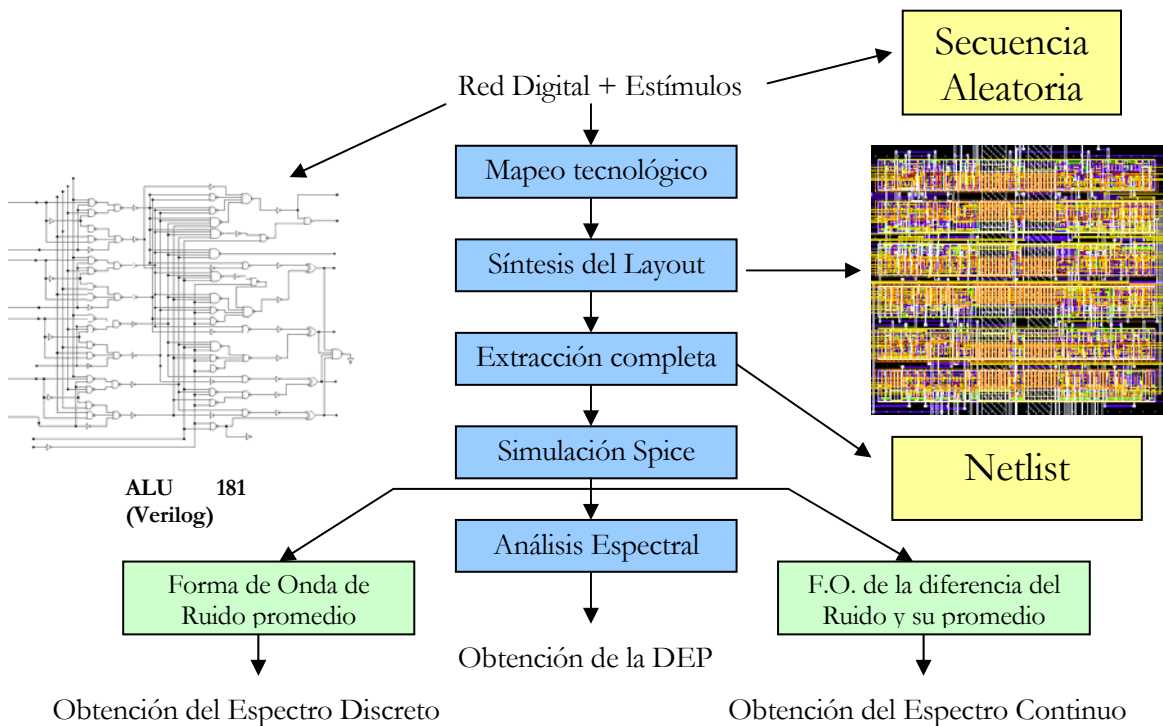 Secuencia
Aleatoria
Red Digital + Estímulos
Mapeo tecnológico
Síntesis del Layout
Extracción completa
Simulación Spice
Netlist
ALU 181
(Verilog)
Análisis Espectral
Forma de Onda de
Ruido promedio
F.O. de la diferencia del
Ruido y su promedio
Obtención de la DEP
Obtención del Espectro Discreto
Obtención del Espectro Continuo